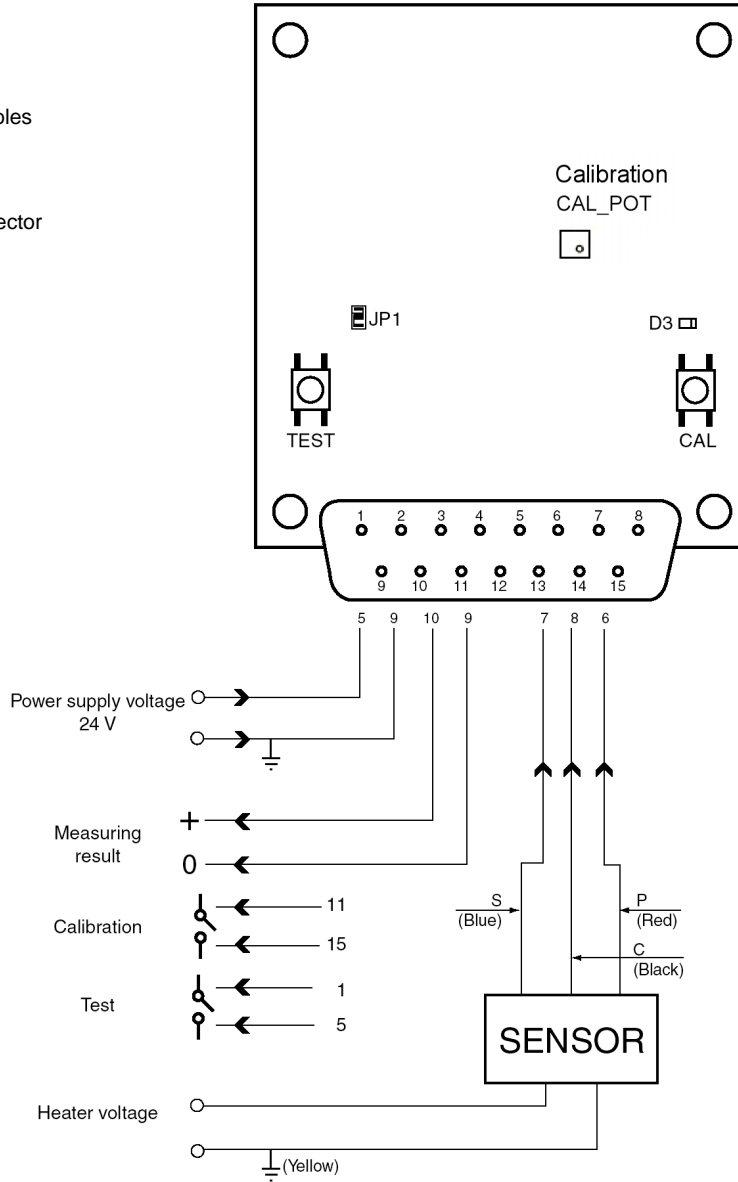 Calibration
CAL_POT
JP1
D3
TEST
CAL
1 2 3 4 5 6 7 8
9 10 11 12 13 14 15
5 9 10 9 7 8 6
Power supply voltage
24 V
Measuring
result
+
0
Calibration
11
15
Test
1
5
S
(Blue)
P
(Red)
C
(Black)
SENSOR
Heater voltage
(Yellow)